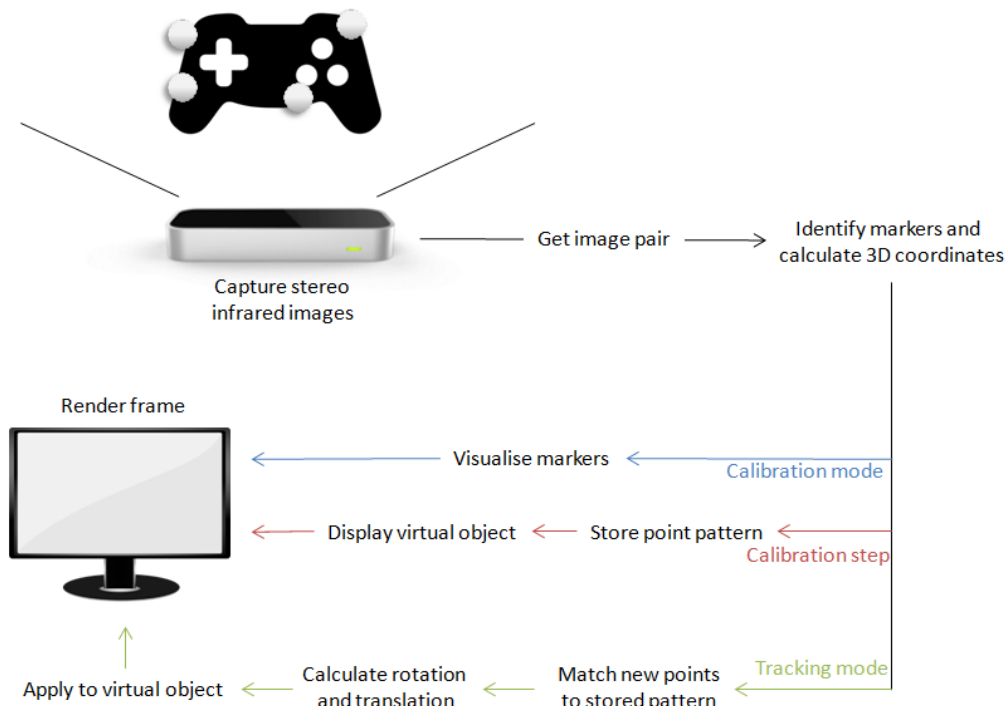 Get image pair
Identify markers and
calculate 3D coordinates
Capture stereo
infrared images
Render frame
Visualise markers
Calibration mode
Display virtual object
Store point pattern
Calibration step
Tracking mode
Match new points
to stored pattern
Calculate rotation
and translation
Apply to virtual object